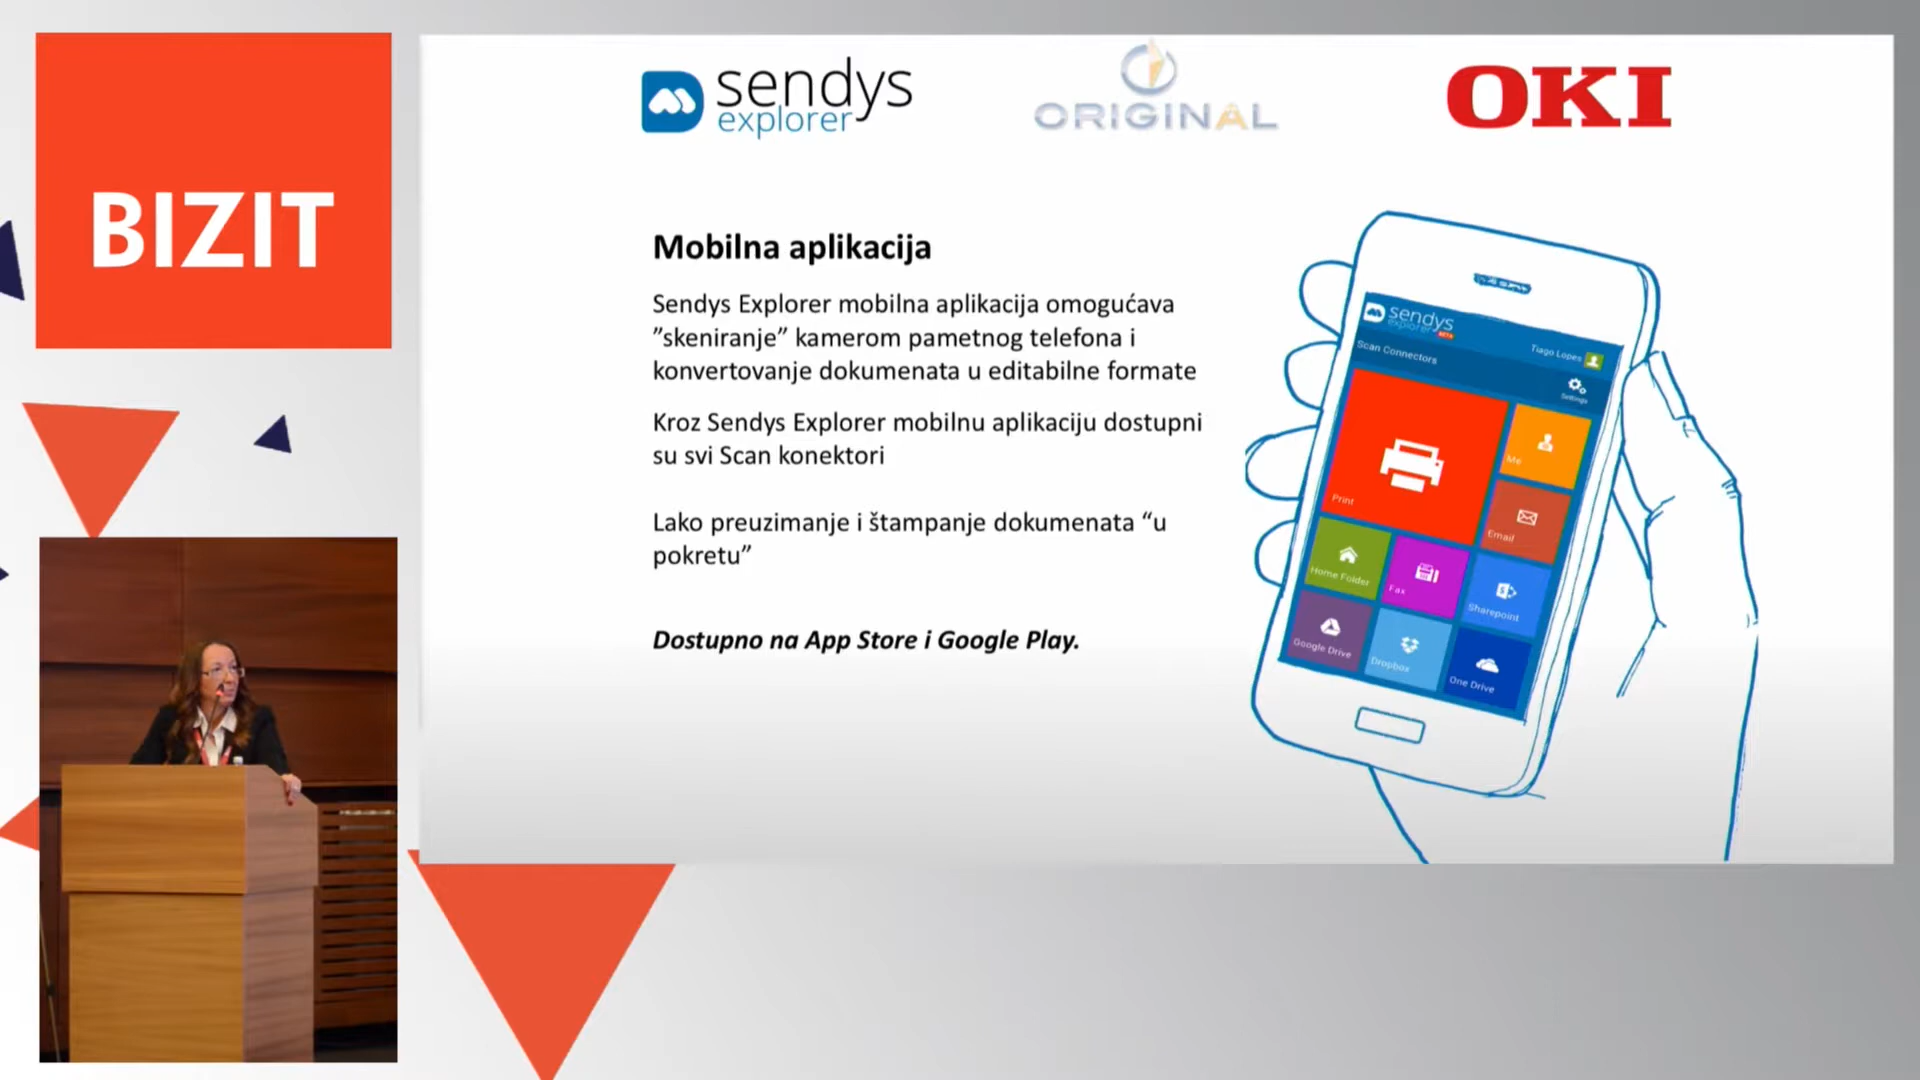 BIZIT
sendys
explorer
ORIGINAL
OKI
Mobilna aplikacija
Sendys Explorer mobilna aplikacija omogućava
”skeniranje” kamerom pametnog telefona i
konvertovanje dokumenata u editabilne formate
Kroz Sendys Explorer mobilnu aplikaciju dostupni
su svi Scan konektori
Lako preuzimanje i štampanje dokumenata “u
pokretu”
Dostupno na App Store i Google Play.
sendys
explorer
BETA
Tiago Lopes
Scan Connectors
Settings
Print
Me
Email
Home Folder
Fax
Sharepoint
Google Drive
Dropbox
One Drive